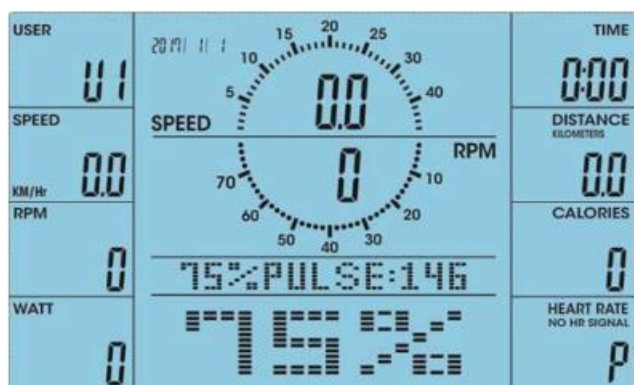 USER
U1
SPEED
KM/Hr 0.0
RPM
0
WATT
0
2017/ 1/ 1
5
10
15
20
25
30
40
SPEED
0.0
0
RPM
70
60
50
40
30
20
10
75%PULSE:146
75%
TIME
0:00
DISTANCE
KILOMETERS
0.0
CALORIES
0
HEART RATE
NO HR SIGNAL
P